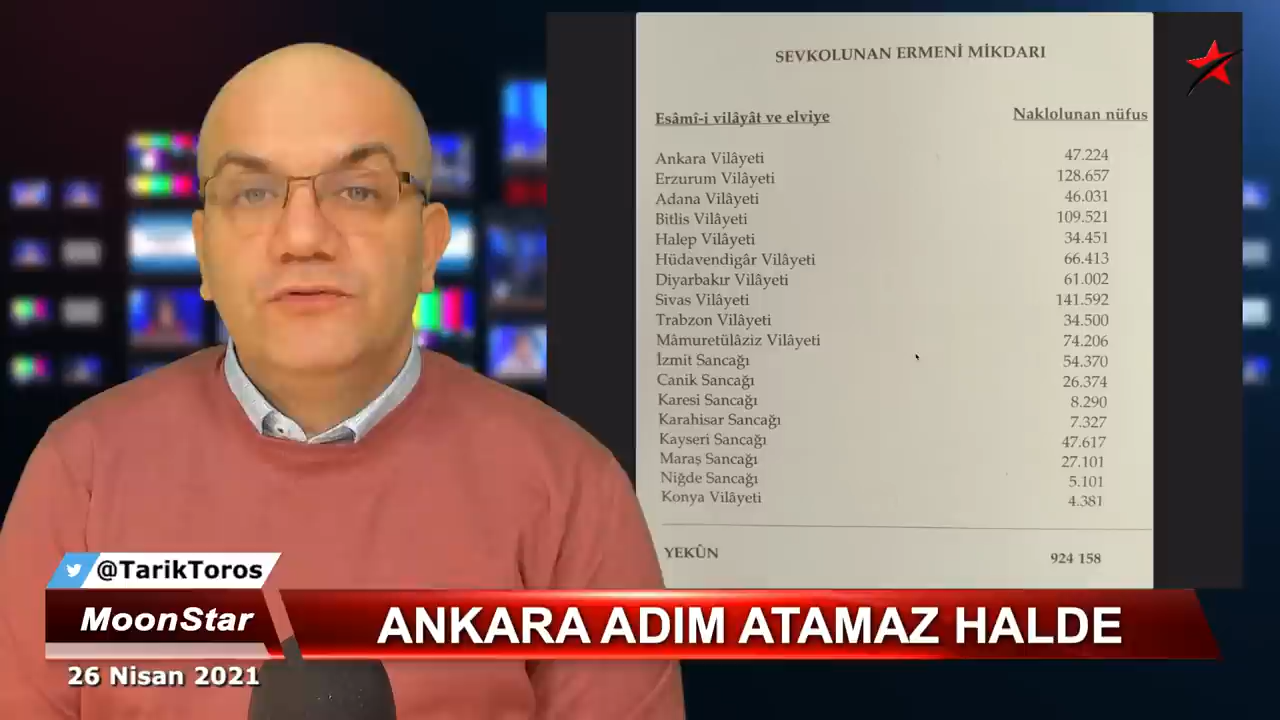 SEVKOLUNAN ERMENİ MİKDARI
Esâmî-i vilâyât ve elviye Naklolunan nüfus
Ankara Vilâyeti 47.224
Erzurum Vilâyeti 128.657
Adana Vilâyeti 46.031
Bitlis Vilâyeti 109.521
Halep Vilâyeti 34.451
Hüdavendigâr Vilâyeti 66.413
Diyarbakır Vilâyeti 61.002
Sivas Vilâyeti 141.592
Trabzon Vilâyeti 34.500
Mâmuretülâziz Vilâyeti 74.206
İzmit Sancağı 54.370
Canik Sancağı 26.374
Karesi Sancağı 8.290
Karahisar Sancağı 7.327
Kayseri Sancağı 47.617
Maraş Sancağı 27.101
Niğde Sancağı 5.101
Konya Vilâyeti 4.381
YEKÛN 924 158
@TarikToros
MoonStar
ANKARA ADIM ATAMAZ HALDE
26 Nisan 2021